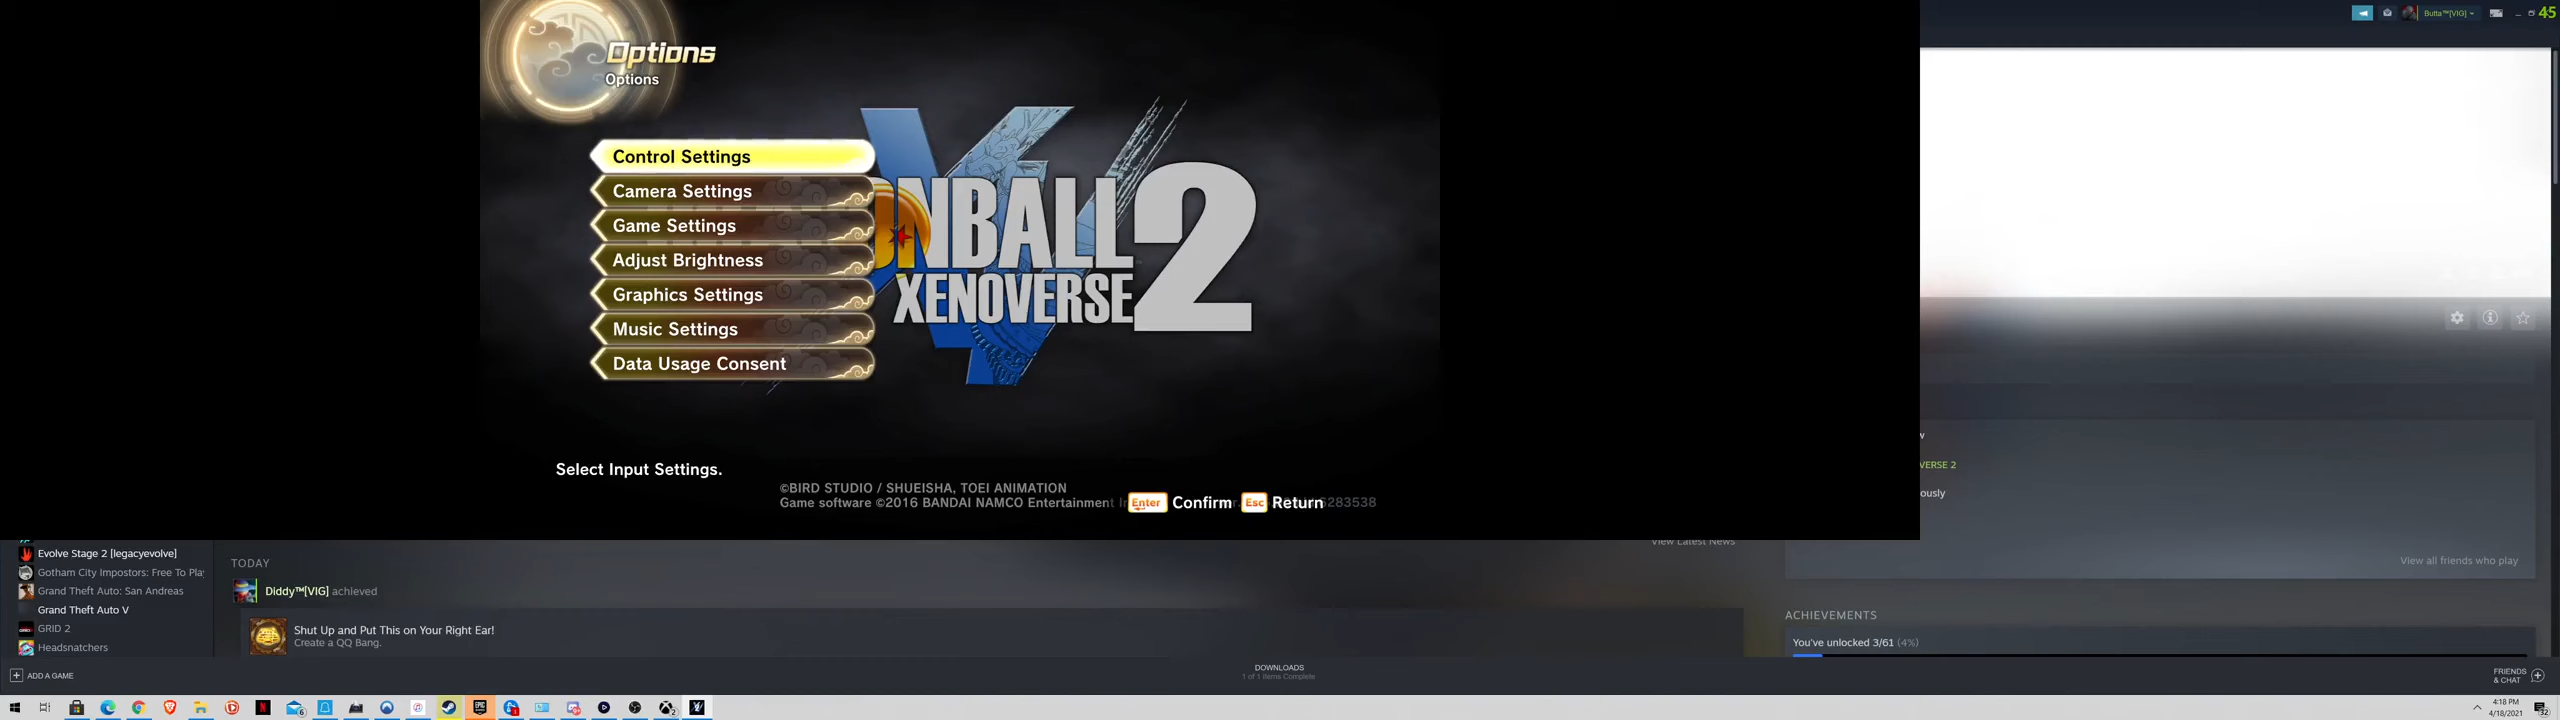 Options
Options
Control Settings
Camera Settings
Game Settings
Adjust Brightness
Graphics Settings
Music Settings
Data Usage Consent
ONBALL
XENOVERSE 2
Select Input Settings.
©BIRD STUDIO / SHUEISHA, TOEI ANIMATION
Game software ©2016 BANDAI NAMCO Entertainment
Enter Confirm Esc Return
6283538
Butta™[VIG]
45
w
VERSE 2
ously
View Latest News
View all friends who play
Evolve Stage 2 [legacyevolve]
Gotham City Impostors: Free To Pla
Grand Theft Auto: San Andreas
Grand Theft Auto V
GRID 2
Headsnatchers
TODAY
Diddy™[VIG] achieved
Shut Up and Put This on Your Right Ear!
Create a QQ Bang.
ACHIEVEMENTS
You've unlocked 3/61 (4%)
ADD A GAME
DOWNLOADS
1 of 1 Items Complete
FRIENDS
& CHAT
4:18 PM
4/18/2021